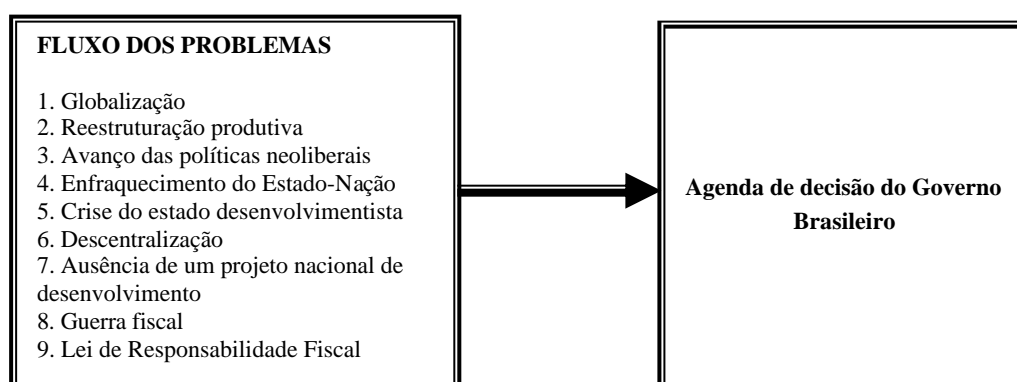 FLUXO DOS PROBLEMAS
1. Globalização
2. Reestruturação produtiva
3. Avanço das políticas neoliberais
4. Enfraquecimento do Estado-Nação
5. Crise do estado desenvolvimentista
6. Descentralização
7. Ausência de um projeto nacional de
desenvolvimento
8. Guerra fiscal
9. Lei de Responsabilidade Fiscal
Agenda de decisão do Governo
Brasileiro